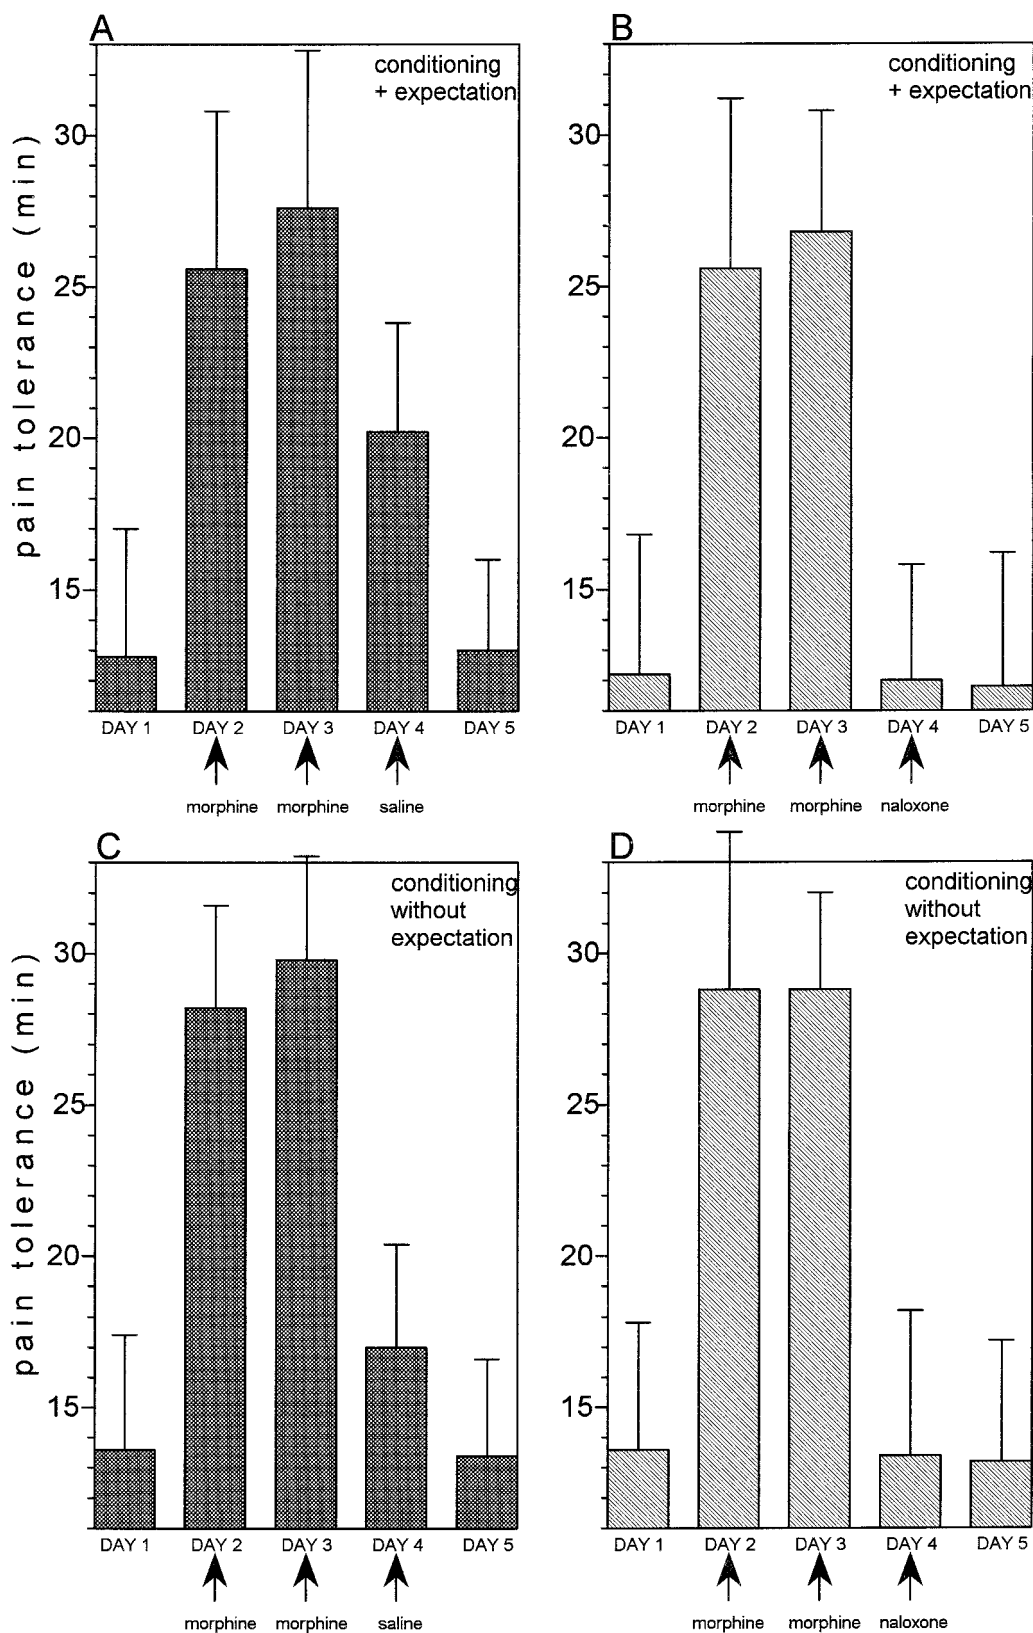 A
conditioning
+ expectation
pain tolerance (min)
30
25
20
15
DAY 1 DAY 2 DAY 3 DAY 4 DAY 5
morphine morphine saline
B
conditioning
+ expectation
30
25
20
15
DAY 1 DAY 2 DAY 3 DAY 4 DAY 5
morphine morphine naloxone
C
conditioning
without
expectation
pain tolerance (min)
30
25
20
15
DAY 1 DAY 2 DAY 3 DAY 4 DAY 5
morphine morphine saline
D
conditioning
without
expectation
30
25
20
15
DAY 1 DAY 2 DAY 3 DAY 4 DAY 5
morphine morphine naloxone